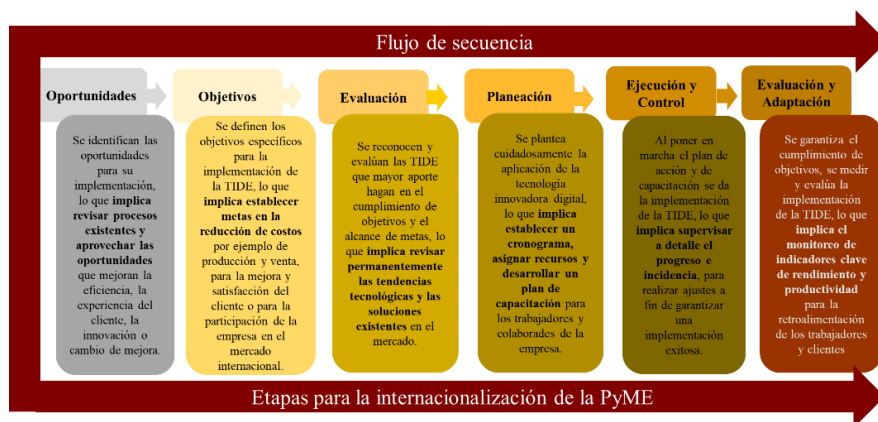 Flujo de secuencia
Oportunidades
Se identifican las
oportunidades
para su
implementación,
lo que implica
revisar procesos
existentes y
aprovechar las
oportunidades
que mejoran la
eficiencia, la
experiencia del
cliente, la
innovación o
cambio de mejora.
Objetivos
Se definen los
objetivos específicos
para la
implementación de
la TIDE, lo que
implica establecer
metas en la
reducción de costos
por ejemplo de
producción y venta,
para la mejora y
satisfacción del
cliente o para la
participación de la
empresa en el
mercado
internacional.
Evaluación
Se reconocen y
evalúan las TIDE
que mayor aporte
hagan en el
cumplimiento de
objetivos y el
alcance de metas, lo
que implica revisar
permanentemente
las tendencias
tecnológicas y las
soluciones
existentes en el
mercado.
Planeación
Se plantea
cuidadosamente la
aplicación de la
tecnología
innovadora digital,
lo que implica
establecer un
cronograma,
asignar recursos y
desarrollar un
plan de
capacitación para
los trabajadores y
colaborades de la
empresa.
Ejecución y
Control
Al poner en
marcha el plan de
acción y de
capacitación se da
la implementación
de la TIDE, lo que
implica supervisar
a detalle el
progreso e
incidencia, para
realizar ajustes a
fin de garantizar
una
implementación
exitosa.
Evaluación y
Adaptación
Se garantiza el
cumplimiento de
objetivos, se medir
y evalúa la
implementación
de la TIDE, lo que
implica el
monitoreo de
indicadores clave
de rendimiento y
productividad
para la
retroalimentación
de los trabajadores
y clientes
Etapas para la internacionalización de la PyME